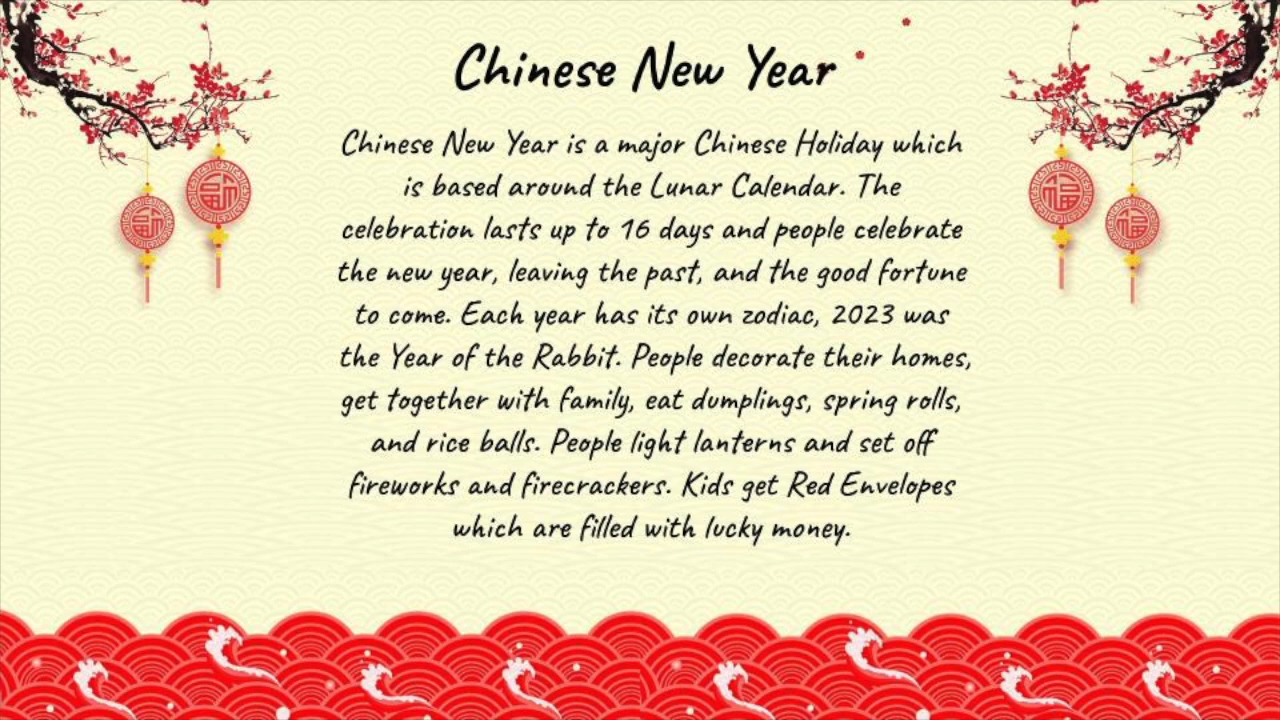 Chinese New Year
Chinese New Year is a major Chinese Holiday which
is based around the Lunar Calendar. The
celebration lasts up to 16 days and people celebrate
the new year, leaving the past, and the good fortune
to come. Each year has its own zodiac, 2023 was
the Year of the Rabbit. People decorate their homes,
get together with family, eat dumplings, spring rolls,
and rice balls. People light lanterns and set off
fireworks and firecrackers. Kids get Red Envelopes
which are filled with lucky money.
福
福
福
福